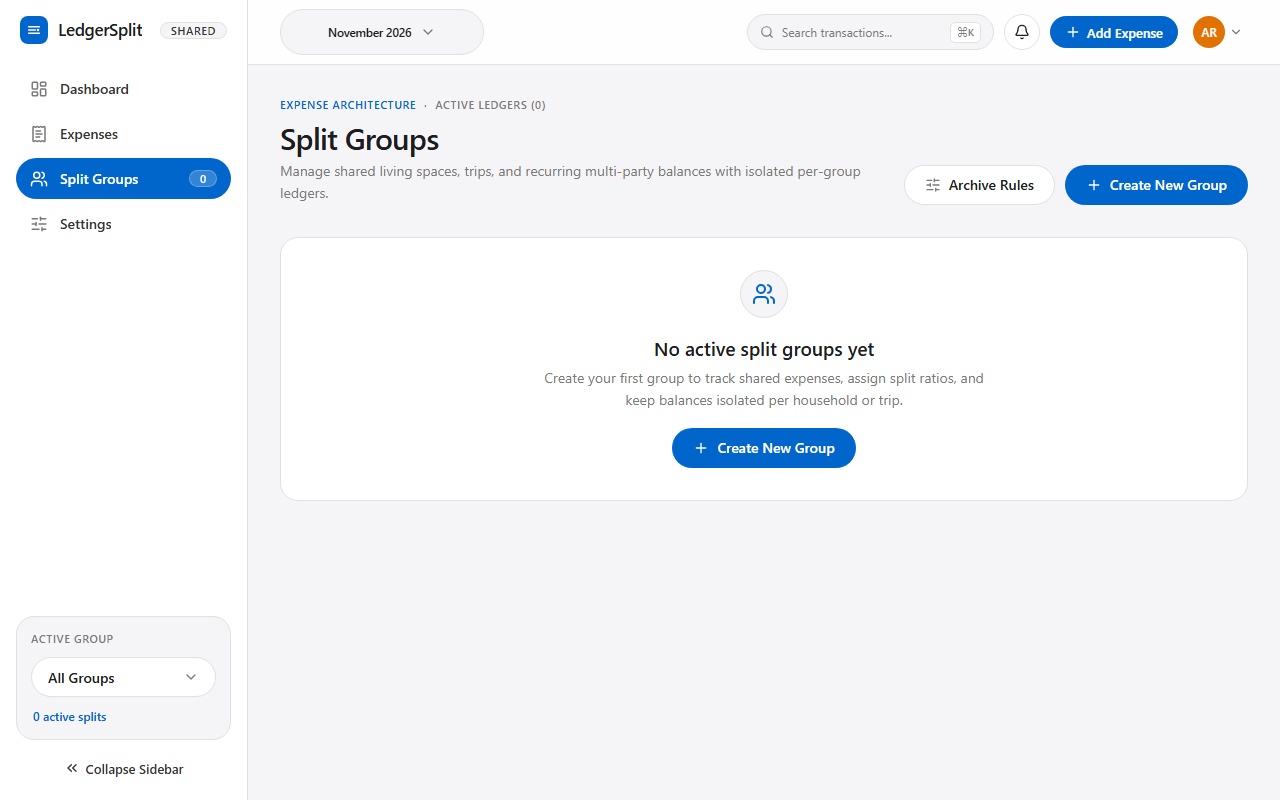 LedgerSplit
SHARED
Dashboard
Expenses
Split Groups
0
Settings
ACTIVE GROUP
All Groups
0 active splits
Collapse Sidebar
November 2026
Search transactions...
⌘K
Add Expense
AR
EXPENSE ARCHITECTURE · ACTIVE LEDGERS (0)
Split Groups
Manage shared living spaces, trips, and recurring multi-party balances with isolated per-group
ledgers.
Archive Rules
Create New Group
No active split groups yet
Create your first group to track shared expenses, assign split ratios, and
keep balances isolated per household or trip.
Create New Group